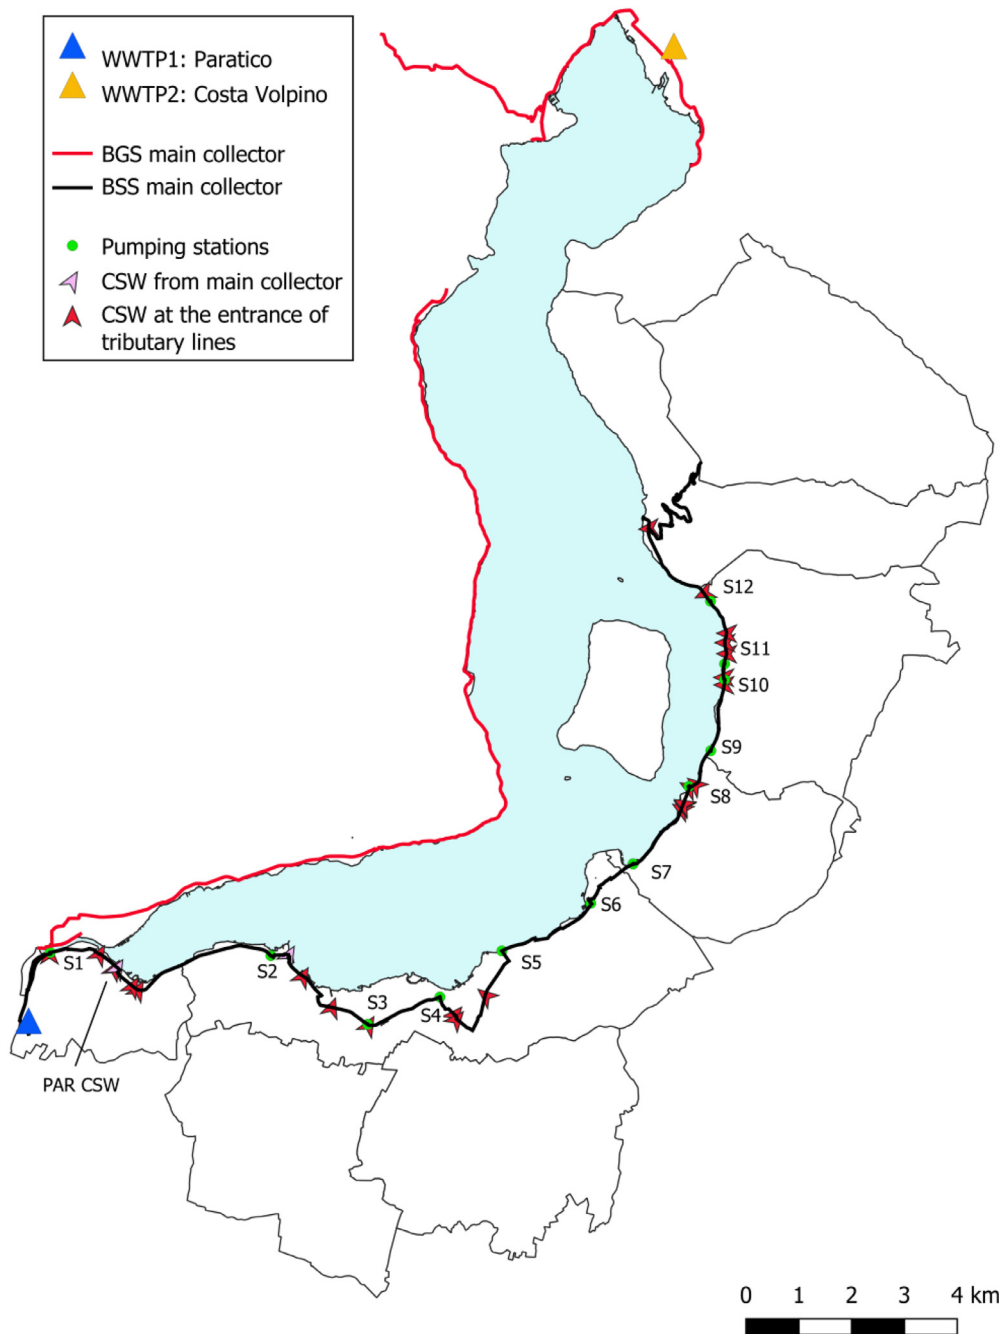 WWTP1: Paratico
WWTP2: Costa Volpino
BGS main collector
BSS main collector
Pumping stations
CSW from main collector
CSW at the entrance of
tributary lines
S12
S11
S10
S9
S8
S7
S6
S5
S1
S2
S3
S4
PAR CSW
0 1 2 3 4 km